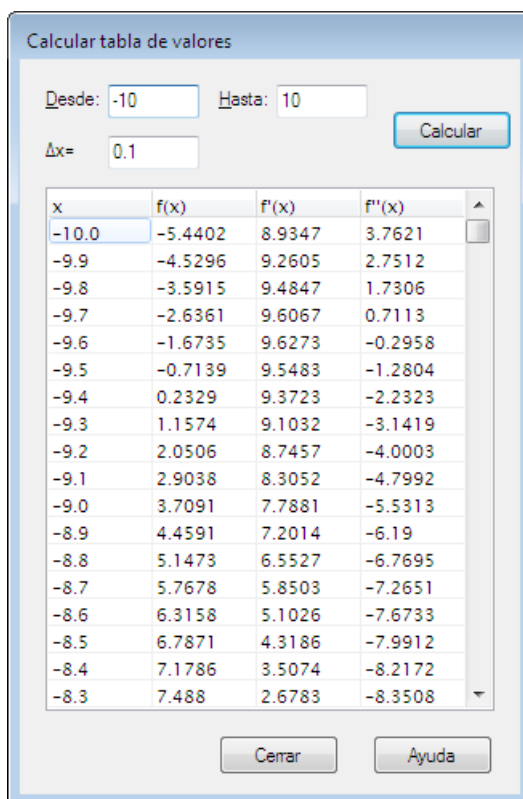 Calcular tabla de valores
Desde: -10 Hasta: 10
Calcular
Δx= 0.1
x f(x) f'(x) f''(x)
-10.0 -5.4402 8.9347 3.7621
-9.9 -4.5296 9.2605 2.7512
-9.8 -3.5915 9.4847 1.7306
-9.7 -2.6361 9.6067 0.7113
-9.6 -1.6735 9.6273 -0.2958
-9.5 -0.7139 9.5483 -1.2804
-9.4 0.2329 9.3723 -2.2323
-9.3 1.1574 9.1032 -3.1419
-9.2 2.0506 8.7457 -4.0003
-9.1 2.9038 8.3052 -4.7992
-9.0 3.7091 7.7881 -5.5313
-8.9 4.4591 7.2014 -6.19
-8.8 5.1473 6.5527 -6.7695
-8.7 5.7678 5.8503 -7.2651
-8.6 6.3158 5.1026 -7.6733
-8.5 6.7871 4.3186 -7.9912
-8.4 7.1786 3.5074 -8.2172
-8.3 7.488 2.6783 -8.3508
Cerrar Ayuda